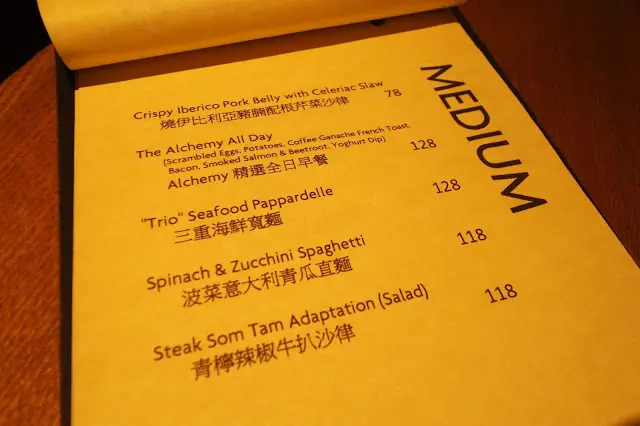 MEDIUM
Crispy Iberico Pork Belly with Celeriac Slaw 78
燒伊比利亞豬腩配根芹菜沙律
The Alchemy All Day
(Scrambled Eggs, Potatoes, Coffee Ganache French Toast,
Bacon, Smoked Salmon & Beetroot, Yoghurt Dip) 128
Alchemy 精選全日早餐
"Trio" Seafood Pappardelle 128
三重海鮮寬麵
Spinach & Zucchini Spaghetti 118
波菜意大利青瓜直麵
Steak Som Tam Adaptation (Salad) 118
青檸辣椒牛扒沙律